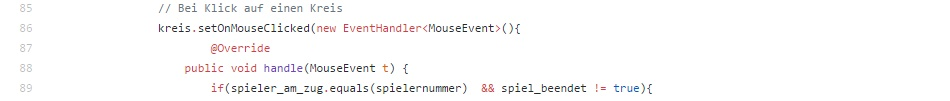 85 // Bei Klick auf einen Kreis
86 kreis.setOnMouseClicked(new EventHandler<MouseEvent>(){
87 @Override
88 public void handle(MouseEvent t) {
89 if(spieler_am_zug.equals(spielernummer)  && spiel_beendet != true){